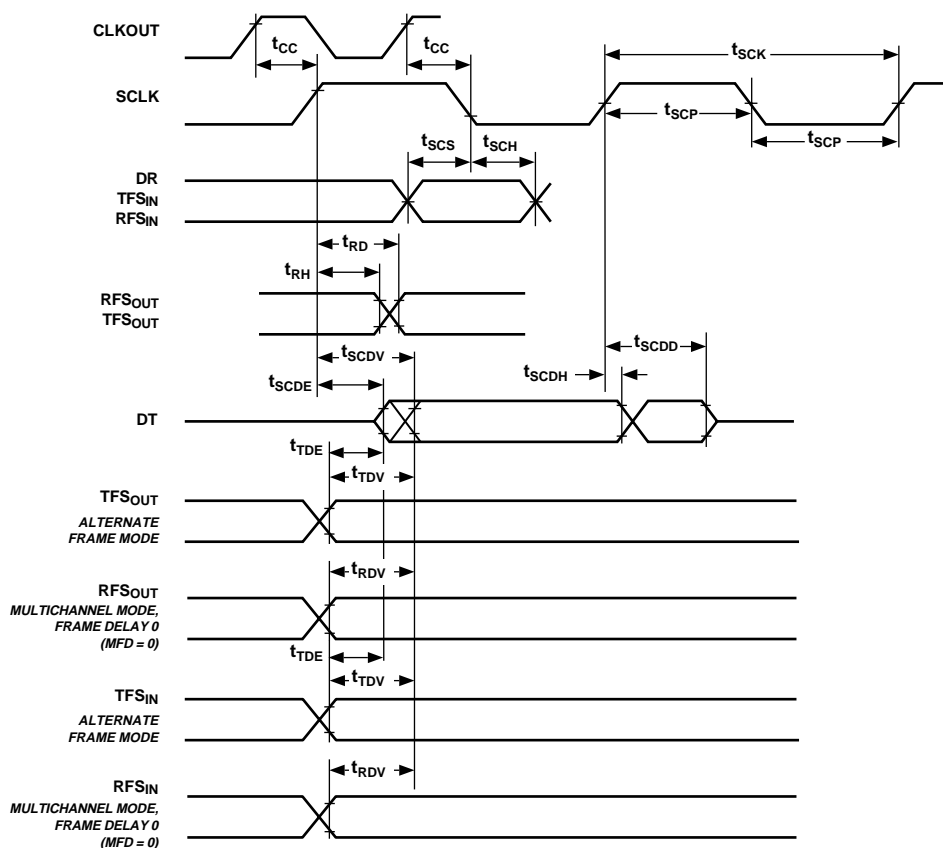 CLKOUT
tCC
tCC
tSCK
SCLK
tSCP
tSCP
tSCS
tSCH
DR
TFSIN
RFSIN
tRD
tRH
RFSOUT
TFSOUT
tSCDV
tSCDD
tSCDE
tSCDH
DT
tTDE
tTDV
TFSOUT
ALTERNATE
FRAME MODE
tRDV
RFSOUT
MULTICHANNEL MODE,
FRAME DELAY 0
(MFD = 0)
tTDE
tTDV
TFSIN
ALTERNATE
FRAME MODE
tRDV
RFSIN
MULTICHANNEL MODE,
FRAME DELAY 0
(MFD = 0)